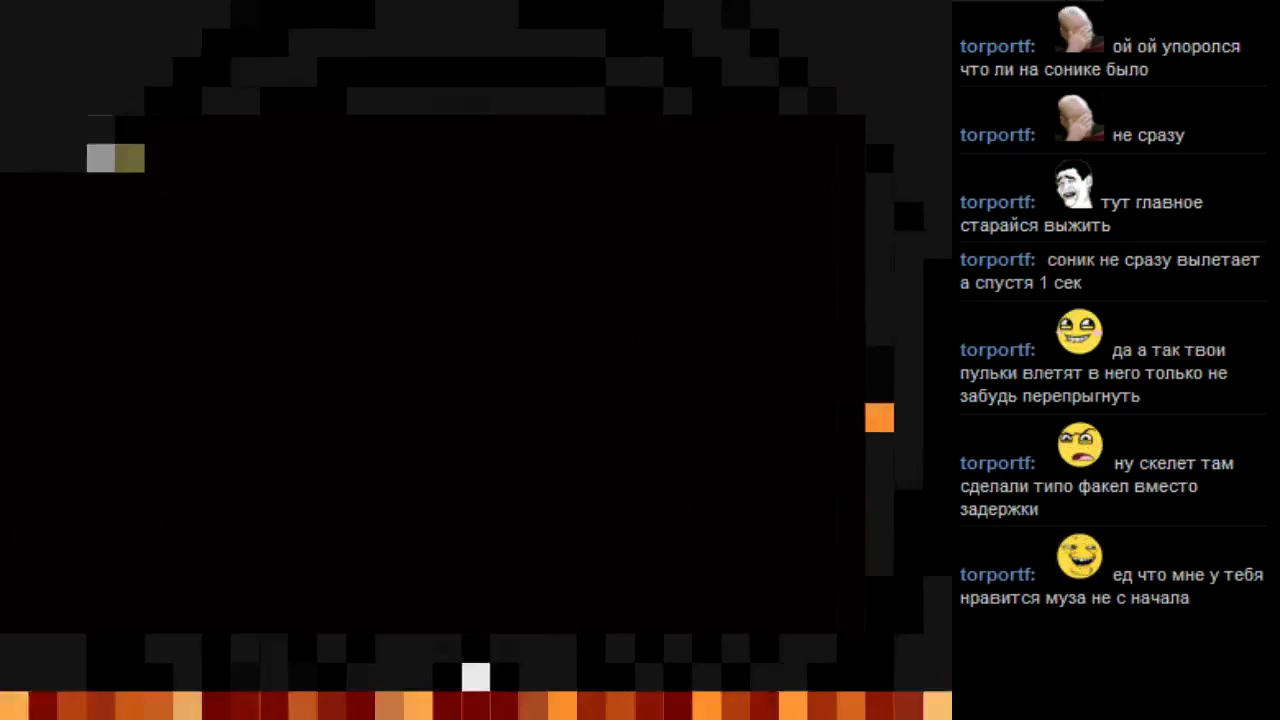 torportf: ой ой упоролся
что ли на сонике было
torportf: не сразу
torportf: тут главное
старайся выжить
torportf: соник не сразу вылетает
а спустя 1 сек
torportf: да а так твои
пульки влетят в него только не
забудь перепрыгнуть
torportf: ну скелет там
сделали типо факел вместо
задержки
torportf: ед что мне у тебя
нравится муза не с начала